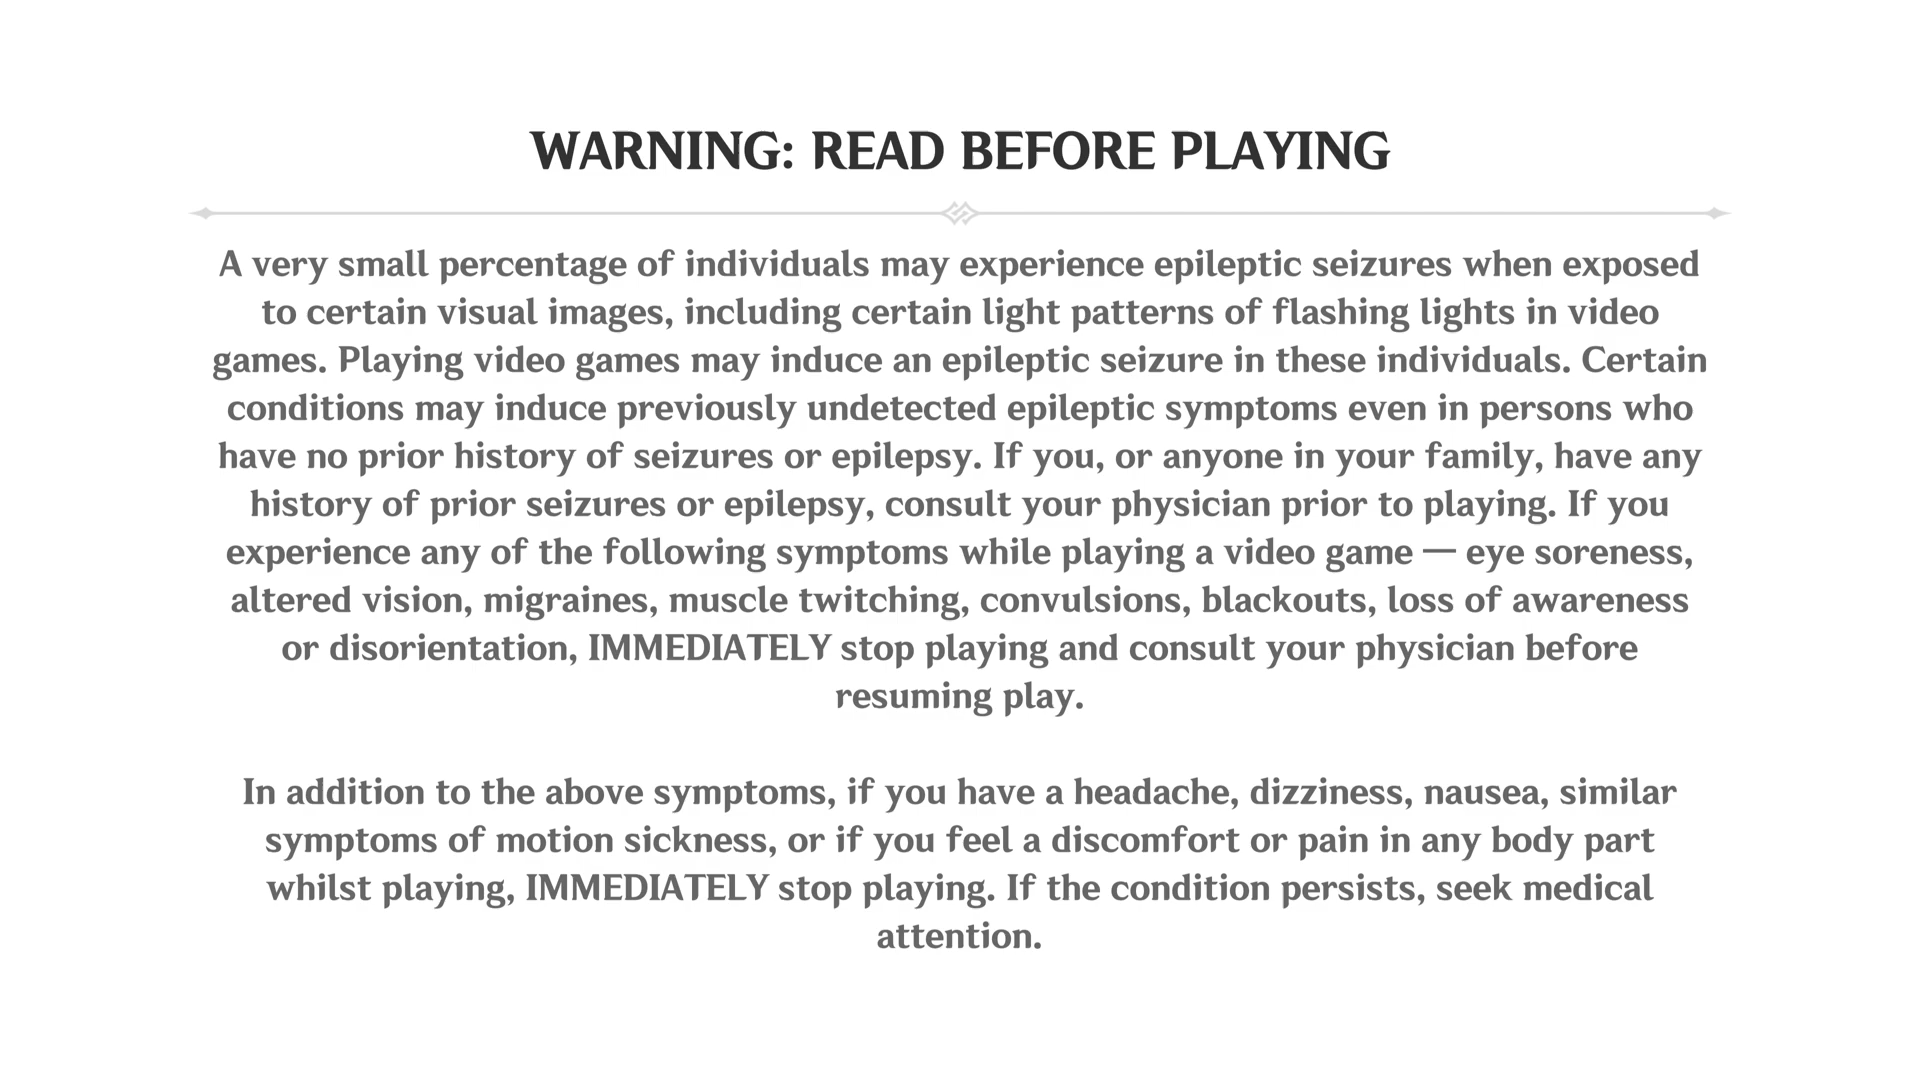 WARNING: READ BEFORE PLAYING
A very small percentage of individuals may experience epileptic seizures when exposed
to certain visual images, including certain light patterns of flashing lights in video
games. Playing video games may induce an epileptic seizure in these individuals. Certain
conditions may induce previously undetected epileptic symptoms even in persons who
have no prior history of seizures or epilepsy. If you, or anyone in your family, have any
history of prior seizures or epilepsy, consult your physician prior to playing. If you
experience any of the following symptoms while playing a video game — eye soreness,
altered vision, migraines, muscle twitching, convulsions, blackouts, loss of awareness
or disorientation, IMMEDIATELY stop playing and consult your physician before
resuming play.
In addition to the above symptoms, if you have a headache, dizziness, nausea, similar
symptoms of motion sickness, or if you feel a discomfort or pain in any body part
whilst playing, IMMEDIATELY stop playing. If the condition persists, seek medical
attention.